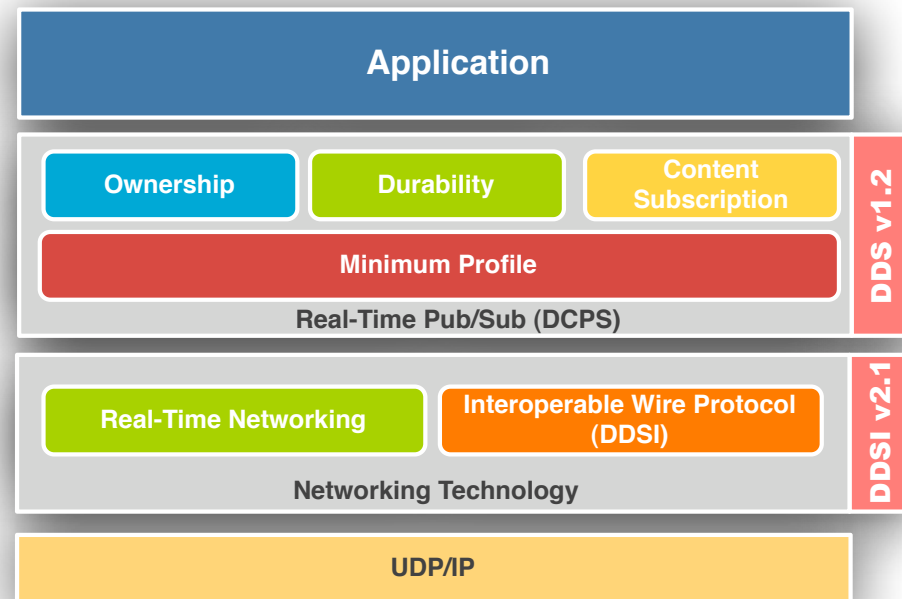 Application
Ownership
Durability
Content
Subscription
Minimum Profile
Real-Time Pub/Sub (DCPS)
DDS v1.2
Real-Time Networking
Interoperable Wire Protocol
(DDSI)
Networking Technology
DDSI v2.1
UDP/IP